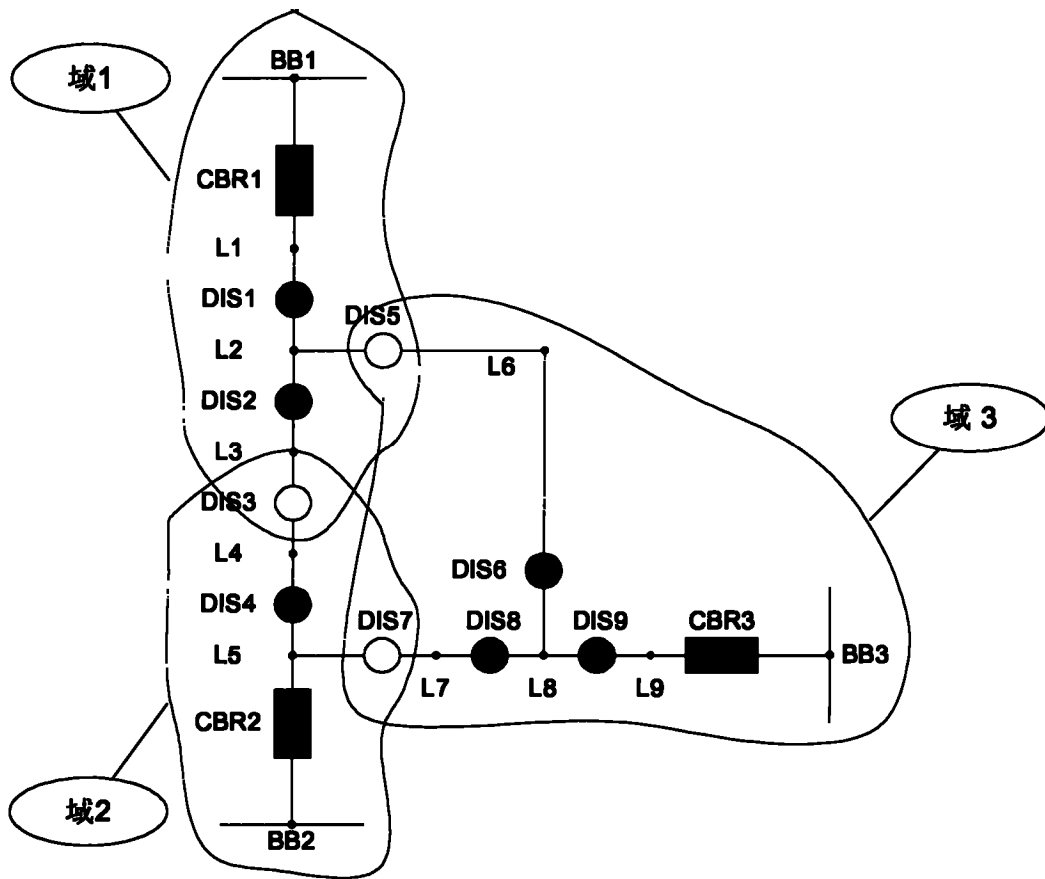 BB1
域1
CBR1
L1
DIS1
DIS5
L2
L6
DIS2
域 3
L3
DIS3
L4
DIS6
DIS4
DIS7
DIS8
DIS9
CBR3
L5
BB3
L7
L8
L9
CBR2
域2
BB2